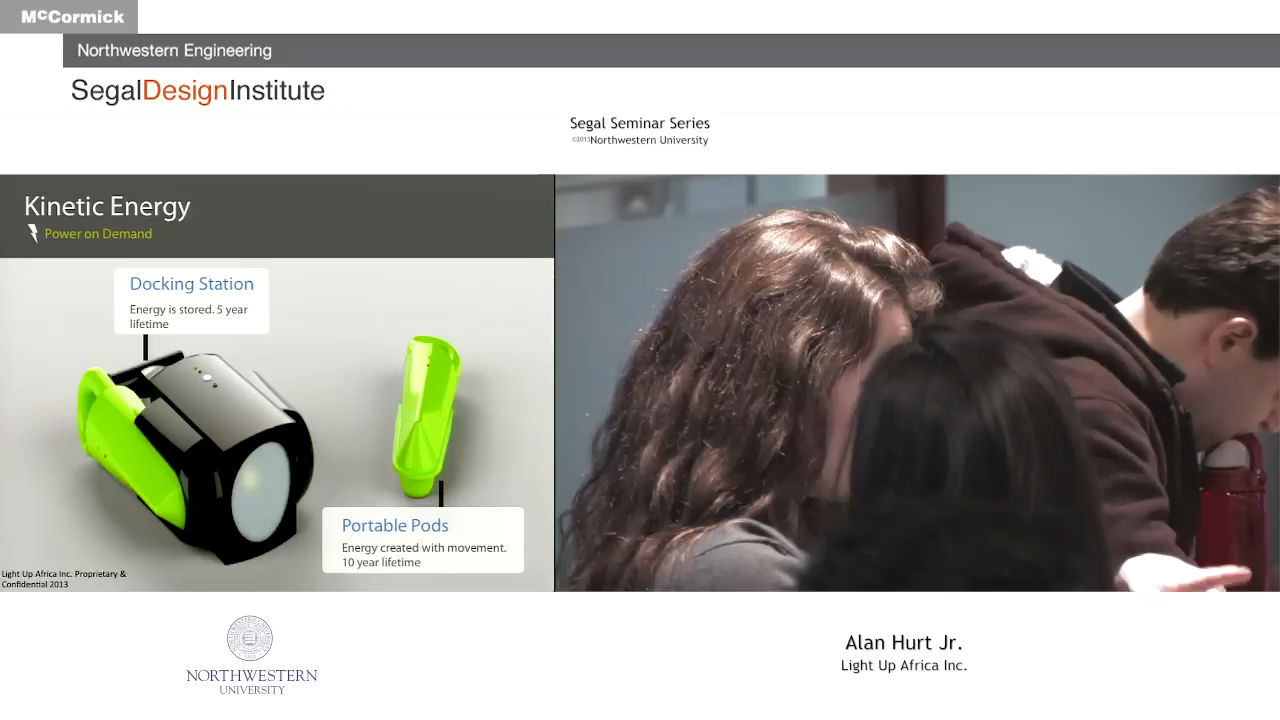 McCormick
Northwestern Engineering
SegalDesignInstitute
Segal Seminar Series
©2013Northwestern University
Kinetic Energy
Power on Demand
Docking Station
Energy is stored. 5 year
lifetime
Portable Pods
Energy created with movement.
10 year lifetime
Light Up Africa Inc. Proprietary &
Confidential 2013
NORTHWESTERN
UNIVERSITY
Alan Hurt Jr.
Light Up Africa Inc.